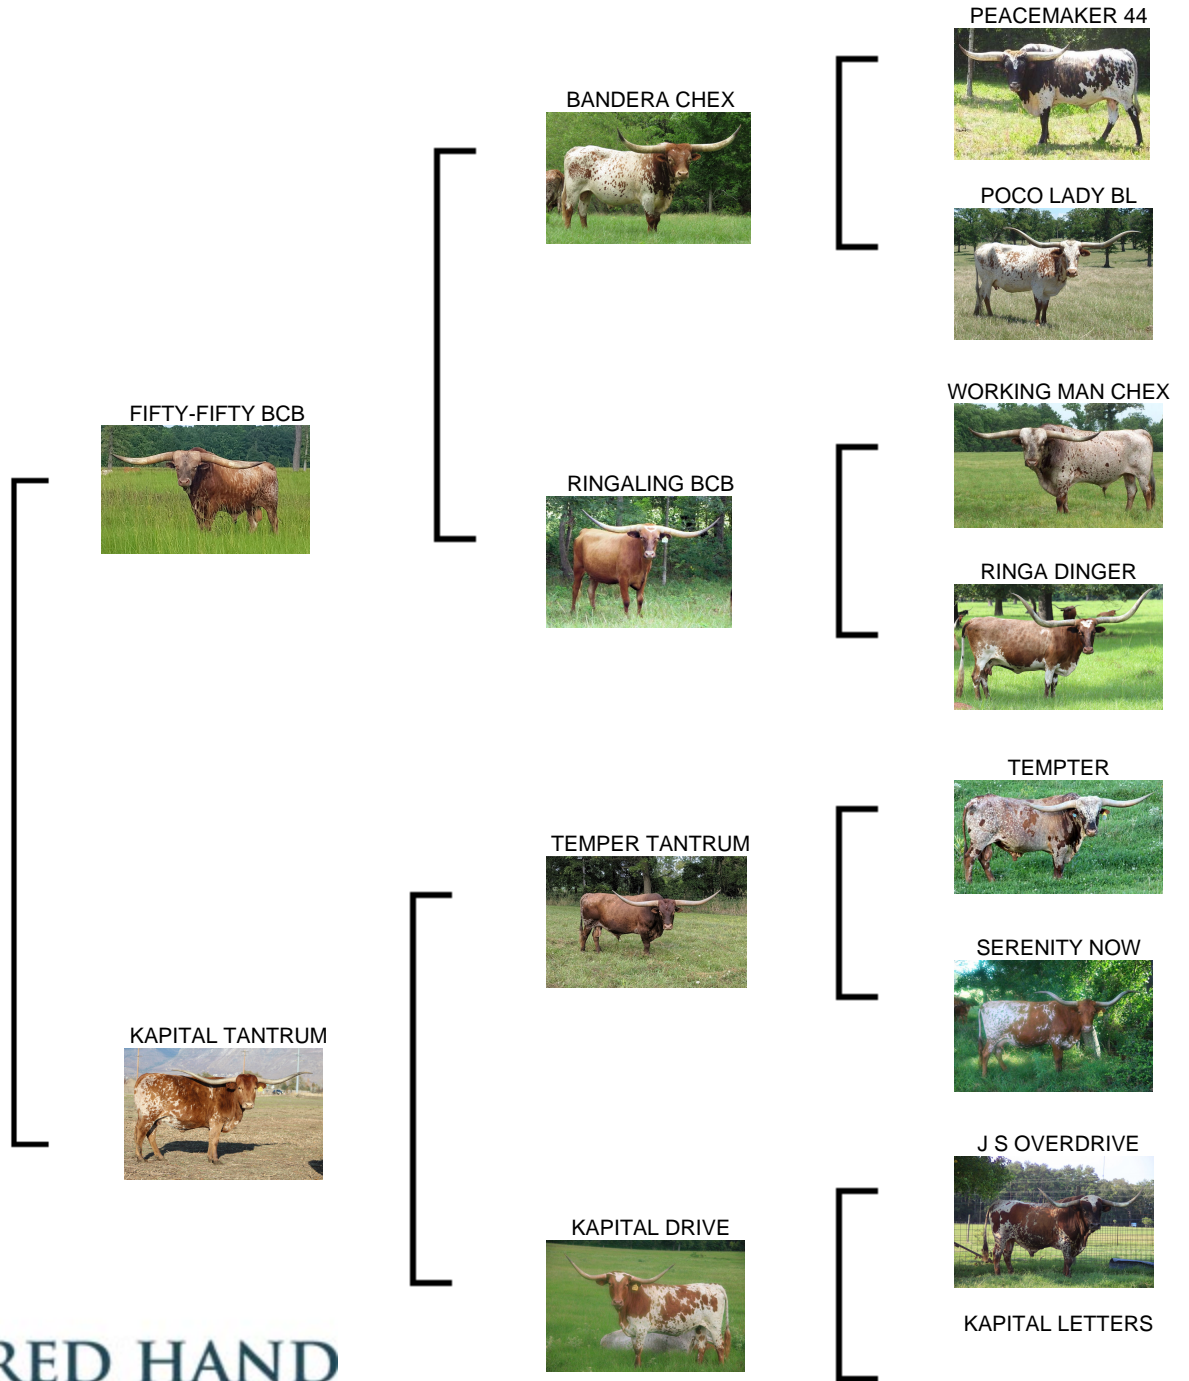 PEACEMAKER 44
BANDERA CHEX
POCO LADY BL
WORKING MAN CHEX
FIFTY-FIFTY BCB
RINGALING BCB
RINGA DINGER
TEMPTER
TEMPER TANTRUM
SERENITY NOW
KAPITAL TANTRUM
J S OVERDRIVE
KAPITAL DRIVE
KAPITAL LETTERS
RED HAND